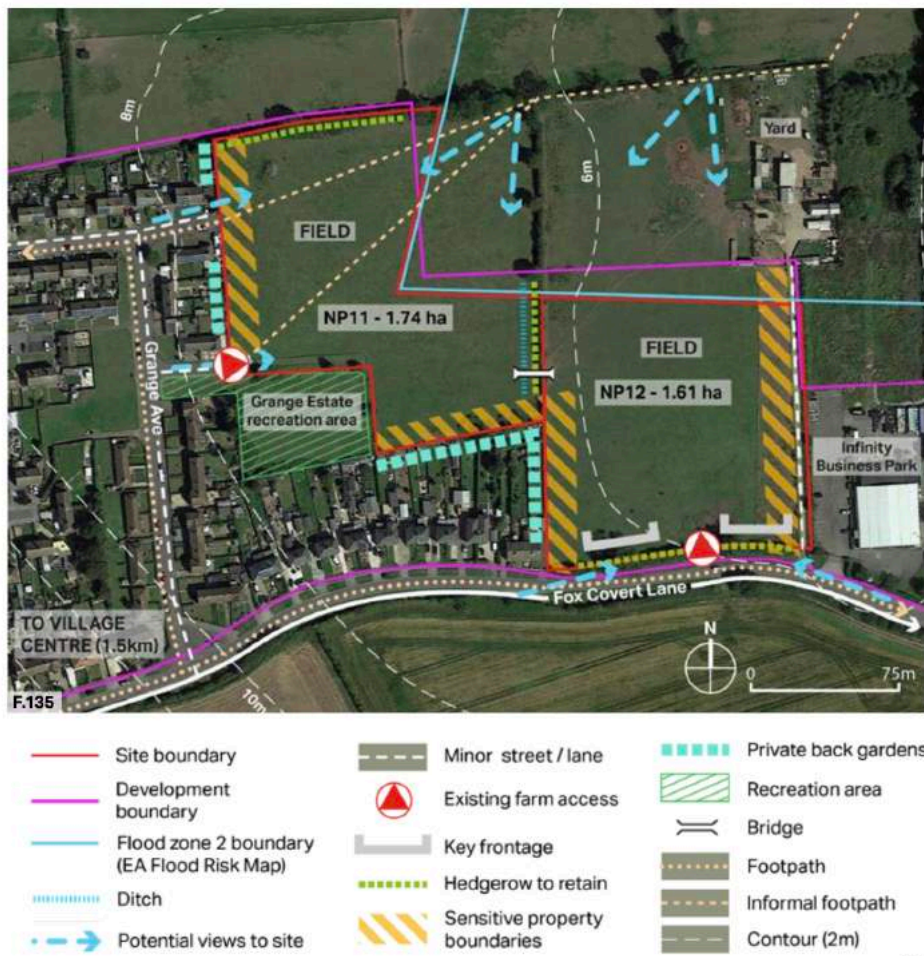 8m
Yard
6m
FIELD
NP11 - 1.74 ha
FIELD
NP12 - 1.61 ha
Grange Ave
Grange Estate
recreation area
Infinity
Business Park
Fox Covert Lane
TO VILLAGE
CENTRE (1.5km)
10m
N
0
75m
F.135
Site boundary
Development
boundary
Flood zone 2 boundary
(EA Flood Risk Map)
Ditch
Potential views to site
Minor street / lane
Existing farm access
Key frontage
Hedgerow to retain
Sensitive property
boundaries
Private back gardens
Recreation area
Bridge
Footpath
Informal footpath
Contour (2m)